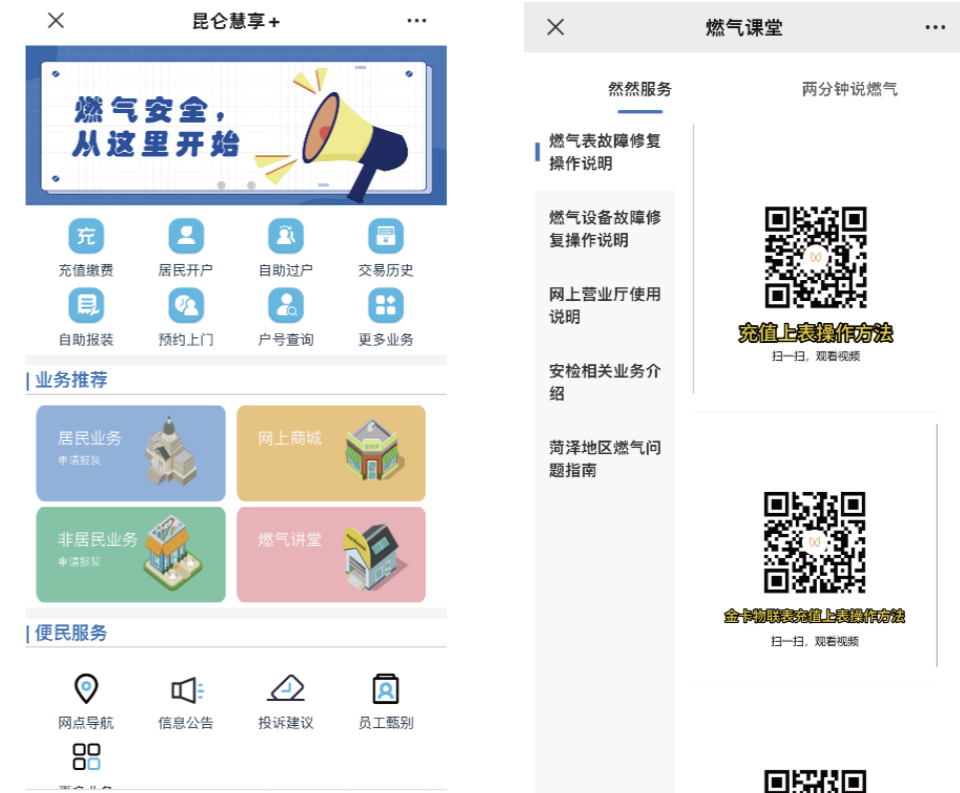 昆仑慧享+
燃气安全，
从这里开始
充
充值缴费
居民开户
自助过户
交易历史
自助报装
预约上门
户号查询
更多业务
业务推荐
居民业务
申请报装
网上商城
SHOP
非居民业务
申请报装
燃气讲堂
便民服务
网点导航
信息公告
投诉建议
员工甄别
更多业务
燃气课堂
然然服务
两分钟说燃气
燃气表故障修复
操作说明
燃气设备故障修
复操作说明
网上营业厅使用
说明
安检相关业务介
绍
菏泽地区燃气问
题指南
充值上表操作方法
扫一扫，观看视频
金卡物联表充值上表操作方法
扫一扫，观看视频